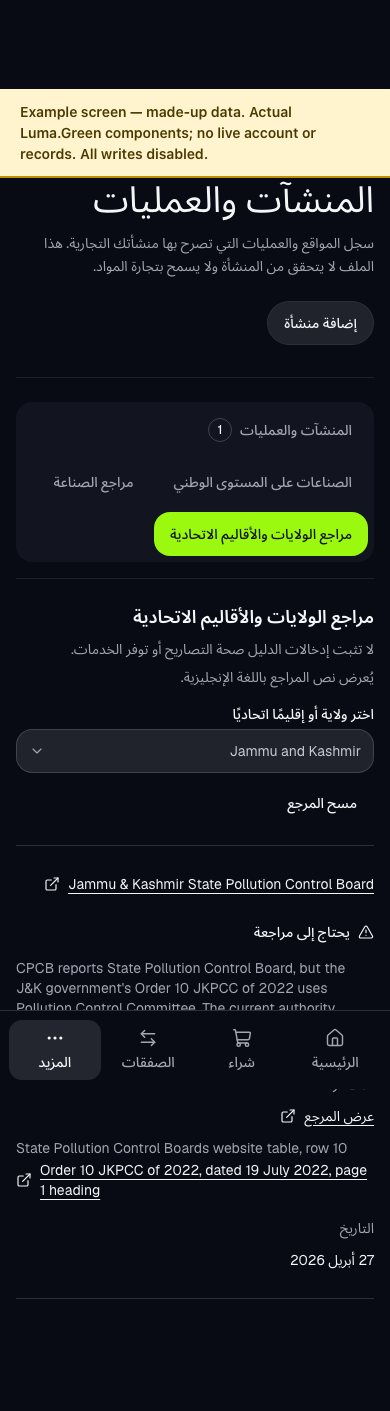 Example screen — made-up data. Actual
Luma.Green components; no live account or
records. All writes disabled.
المنشآت والعمليات
سجل المواقع والعمليات التي تصرح بها منشأتك التجارية. هذا
الملف لا يتحقق من المنشأة ولا يسمح بتجارة المواد.
إضافة منشأة
المنشآت والعمليات 1
الصناعات على المستوى الوطني
مراجع الصناعة
مراجع الولايات والأقاليم الاتحادية
مراجع الولايات والأقاليم الاتحادية
لا تثبت إدخالات الدليل صحة التصاريح أو توفر الخدمات.
يُعرض نص المراجع باللغة الإنجليزية.
اختر ولاية أو إقليمًا اتحاديًا
Jammu and Kashmir
مسح المرجع
Jammu & Kashmir State Pollution Control Board
يحتاج إلى مراجعة
CPCB reports State Pollution Control Board, but the
J&K government's Order 10 JKPCC of 2022 uses
Pollution Control Committee. The current authority
الرئيسية
شراء
الصفقات
المزيد
عرض المرجع
State Pollution Control Boards website table, row 10
Order 10 JKPCC of 2022, dated 19 July 2022, page
1 heading
التاريخ
27 أبريل 2026